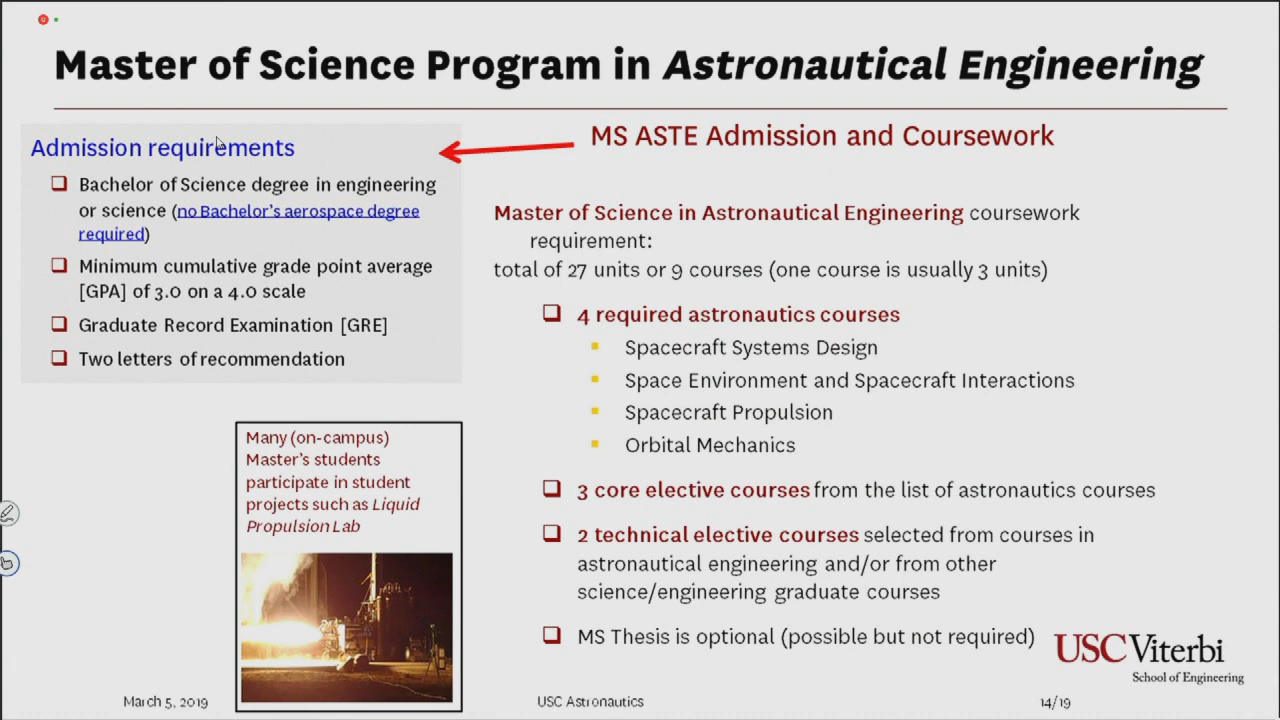 Master of Science Program in Astronautical Engineering
Admission requirements
Bachelor of Science degree in engineering
or science (no Bachelor's aerospace degree
required)
Minimum cumulative grade point average
[GPA] of 3.0 on a 4.0 scale
Graduate Record Examination [GRE]
Two letters of recommendation
Many (on-campus)
Master's students
participate in student
projects such as Liquid
Propulsion Lab
MS ASTE Admission and Coursework
Master of Science in Astronautical Engineering coursework
requirement:
total of 27 units or 9 courses (one course is usually 3 units)
4 required astronautics courses
Spacecraft Systems Design
Space Environment and Spacecraft Interactions
Spacecraft Propulsion
Orbital Mechanics
3 core elective courses from the list of astronautics courses
2 technical elective courses selected from courses in
astronautical engineering and/or from other
science/engineering graduate courses
MS Thesis is optional (possible but not required)
USC Viterbi
School of Engineering
March 5, 2019
USC Astronautics
14/19